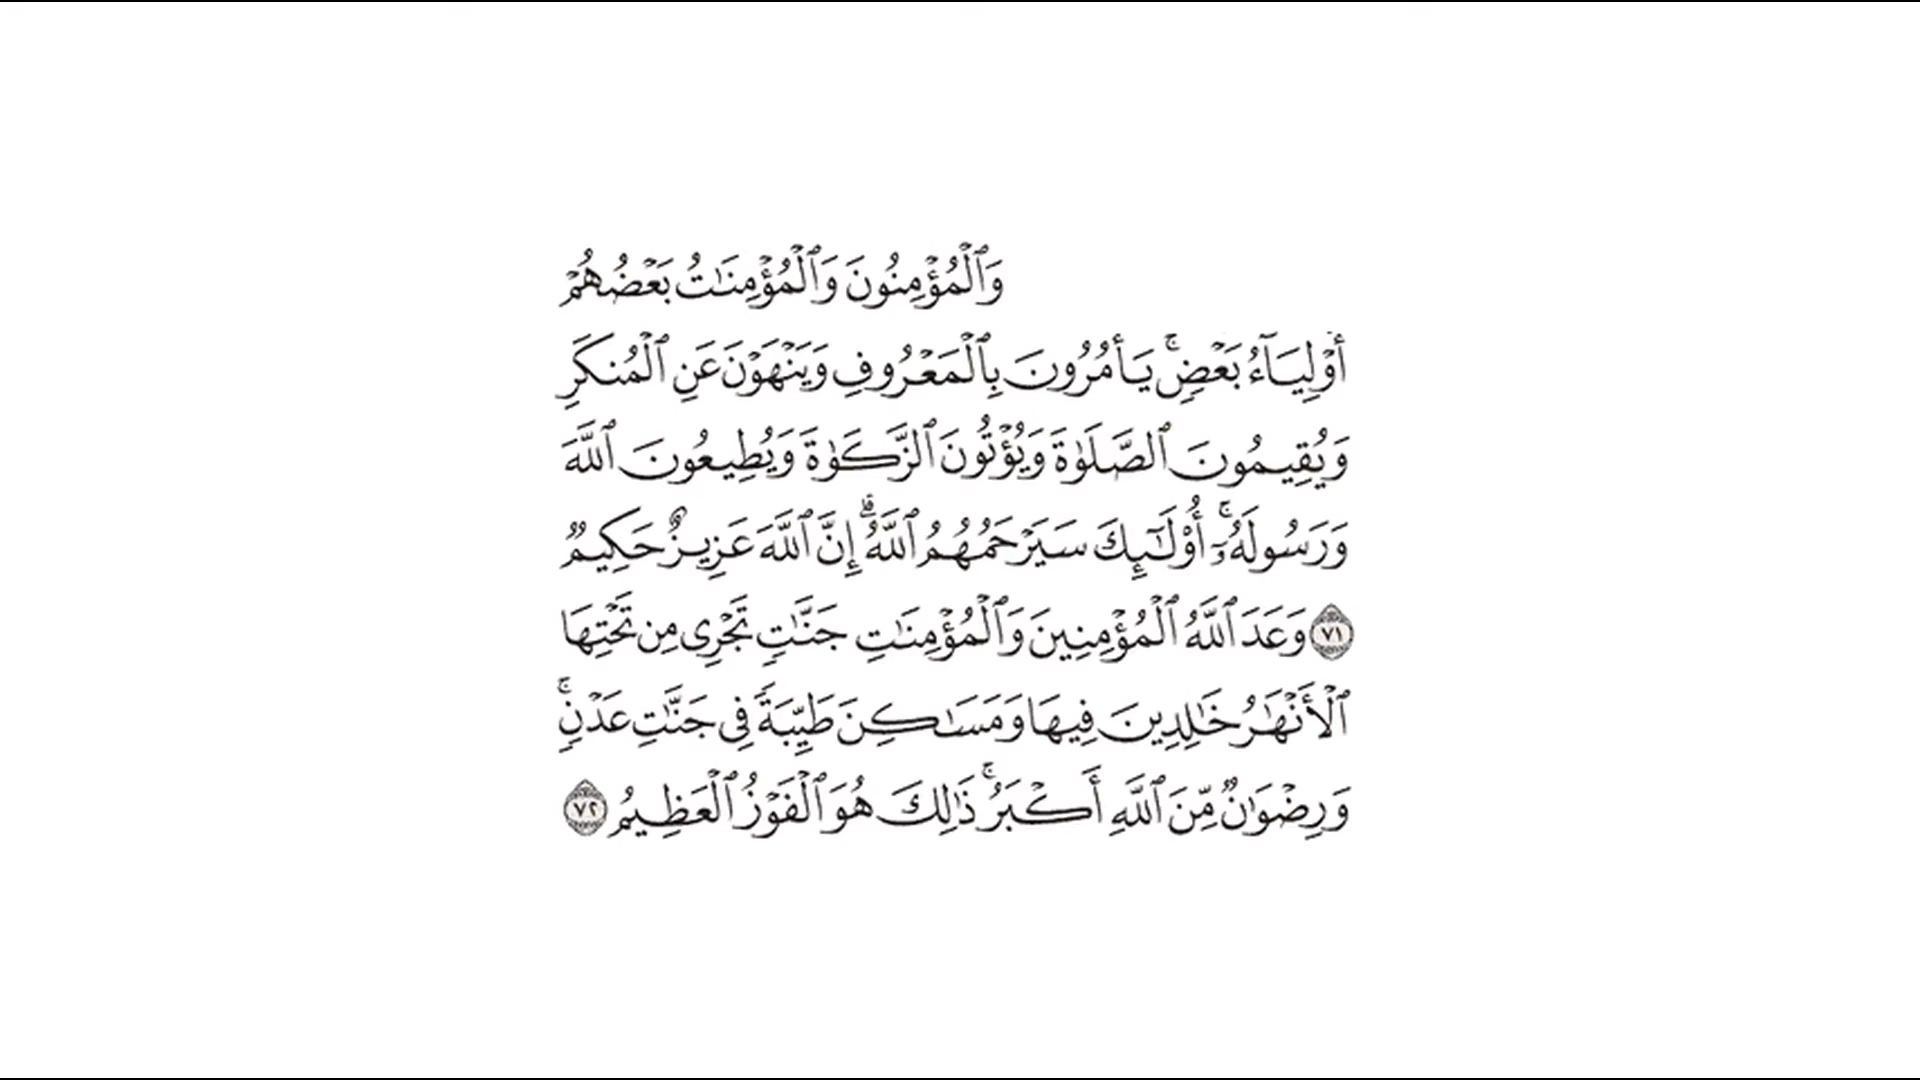 وَٱلْمُؤْمِنُونَ وَٱلْمُؤْمِنَـٰتُ بَعْضُهُمْ
أَوْلِيَآءُ بَعْضٍۚ يَأْمُرُونَ بِٱلْمَعْرُوفِ وَيَنْهَوْنَ عَنِ ٱلْمُنكَرِ
وَيُقِيمُونَ ٱلصَّلَوٰةَ وَيُؤْتُونَ ٱلزَّكَوٰةَ وَيُطِيعُونَ ٱللَّهَ
وَرَسُولَهُۥٓۚ أُو۟لَـٰٓئِكَ سَيَرْحَمُهُمُ ٱللَّهُۗ إِنَّ ٱللَّهَ عَزِيزٌ حَكِيمٌ
٧١ وَعَدَ ٱللَّهُ ٱلْمُؤْمِنِينَ وَٱلْمُؤْمِنَـٰتِ جَنَّـٰتٍ تَجْرِى مِن تَحْتِهَا
ٱلْأَنْهَـٰرُ خَـٰلِدِينَ فِيهَا وَمَسَـٰكِنَ طَيِّبَةً فِى جَنَّـٰتِ عَدْنٍۚ
وَرِضْوَٰنٌ مِّنَ ٱللَّهِ أَكْبَرُۚ ذَٰلِكَ هُوَ ٱلْفَوْزُ ٱلْعَظِيمُ ٧٢